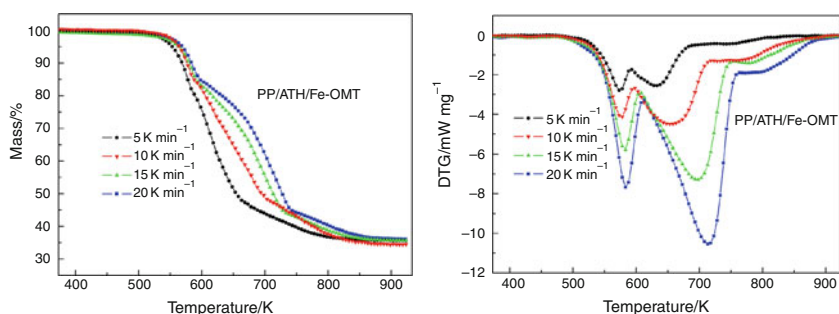 100
90
80
70
60
50
40
30
Mass/%
PP/ATH/Fe-OMT
5 K min⁻¹
10 K min⁻¹
15 K min⁻¹
20 K min⁻¹
400 500 600 700 800 900
Temperature/K
0
−2
−4
−6
−8
−10
−12
DTG/mW mg⁻¹
PP/ATH/Fe-OMT
5 K min⁻¹
10 K min⁻¹
15 K min⁻¹
20 K min⁻¹
400 500 600 700 800 900
Temperature/K